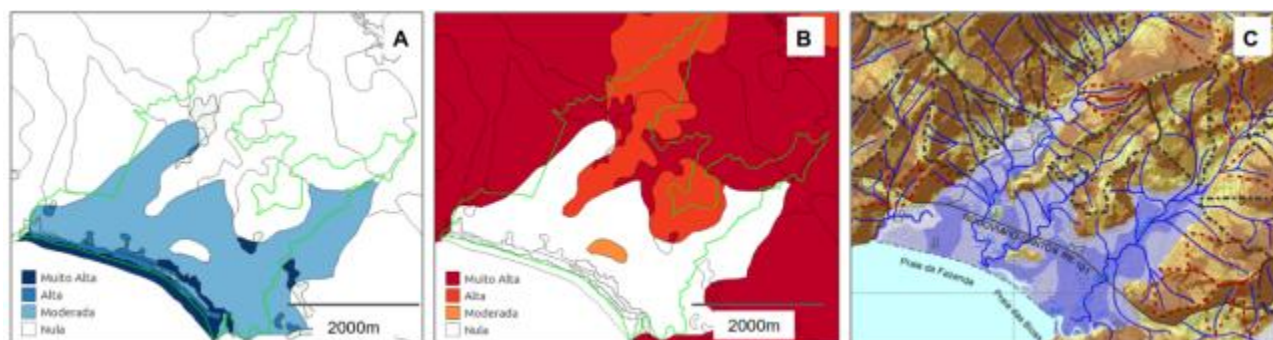 A
Muito Alta
Alta
Moderada
Nula
2000m
B
Muito Alta
Alta
Moderada
Nula
2000m
C
Praia da Fazenda